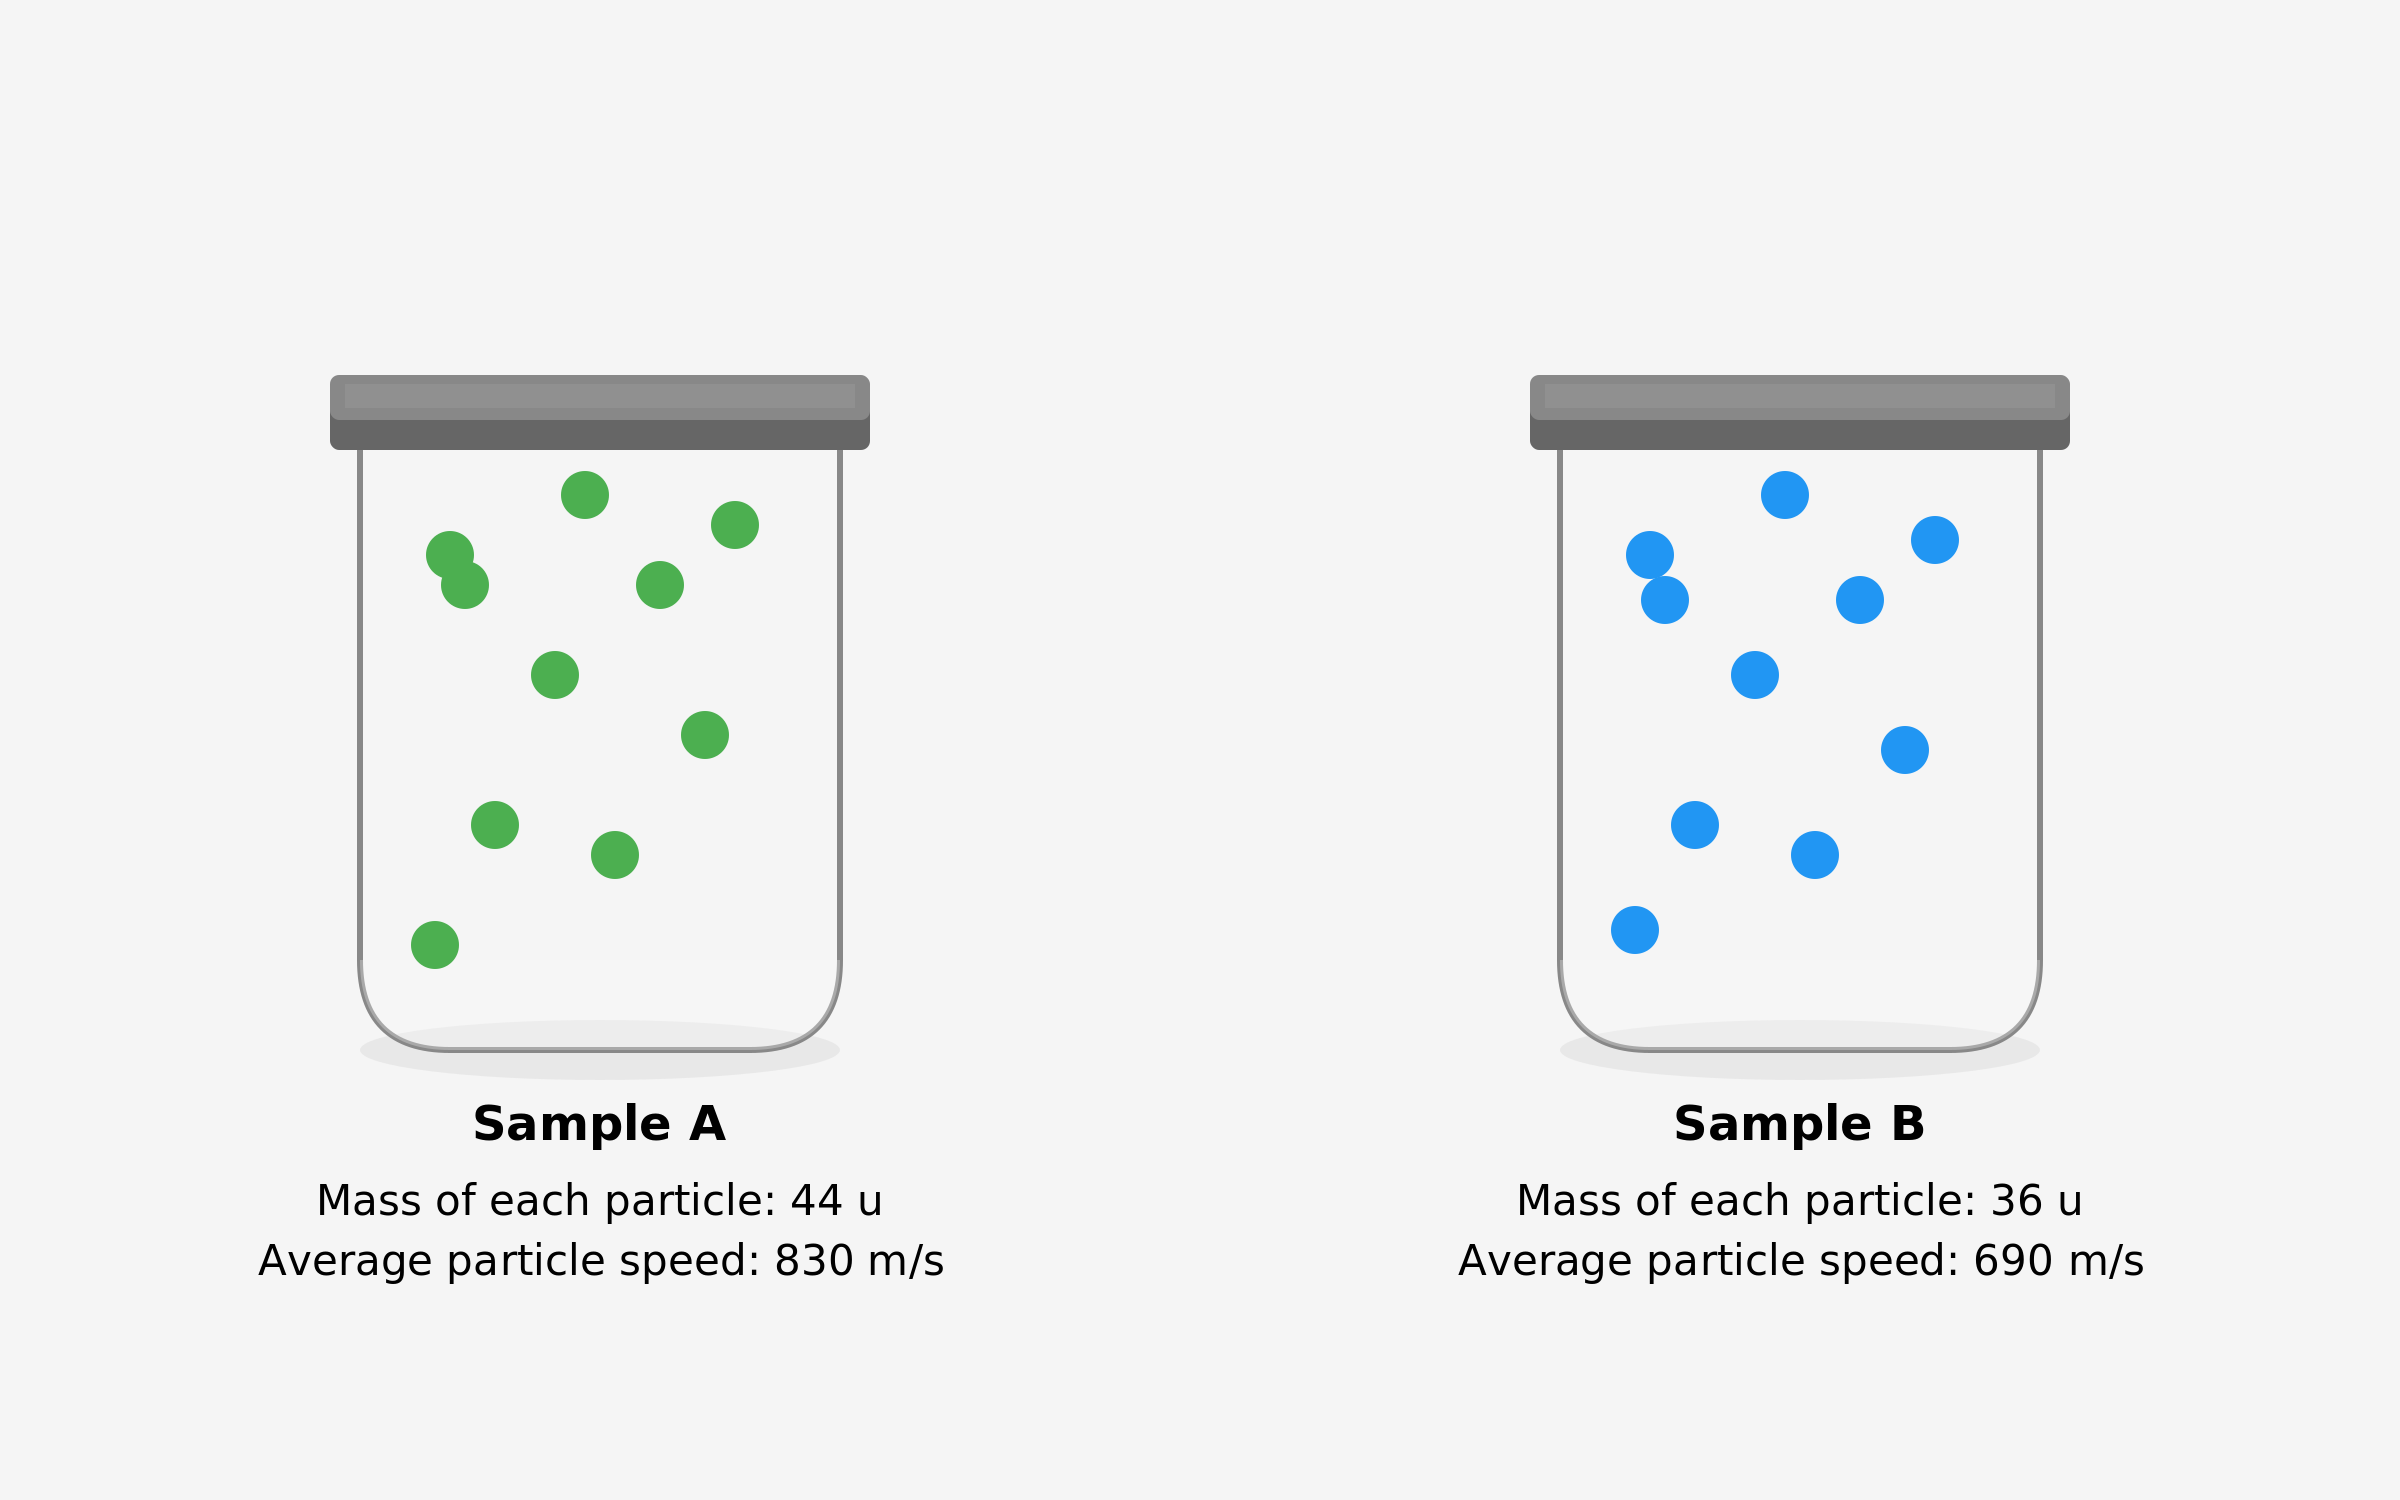 Sample A
Mass of each particle: 44 u
Average particle speed: 830 m/s
Sample B
Mass of each particle: 36 u
Average particle speed: 690 m/s